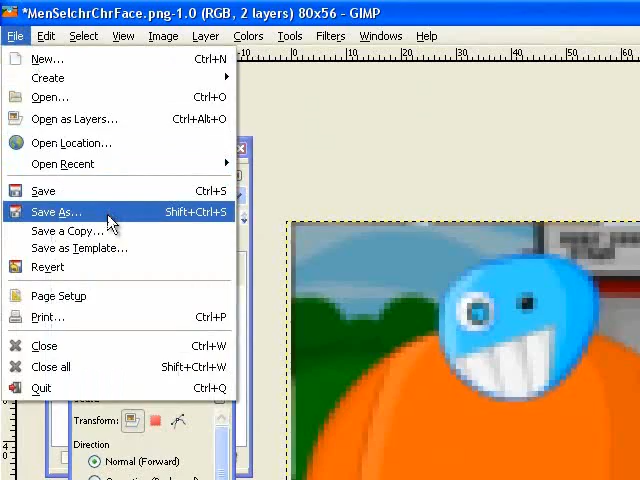 *MenSelchrChrFace.png-1.0 (RGB, 2 layers) 80x56 – GIMP
File Edit Select View Image Layer Colors Tools Filters Windows Help
New... Ctrl+N
Create
Open... Ctrl+O
Open as Layers... Ctrl+Alt+O
Open Location...
Open Recent
Save Ctrl+S
Save As... Shift+Ctrl+S
Save a Copy...
Save as Template...
Revert
Page Setup
Print... Ctrl+P
Close Ctrl+W
Close all Shift+Ctrl+W
Quit Ctrl+Q
Transform:
Direction
Normal (Forward)